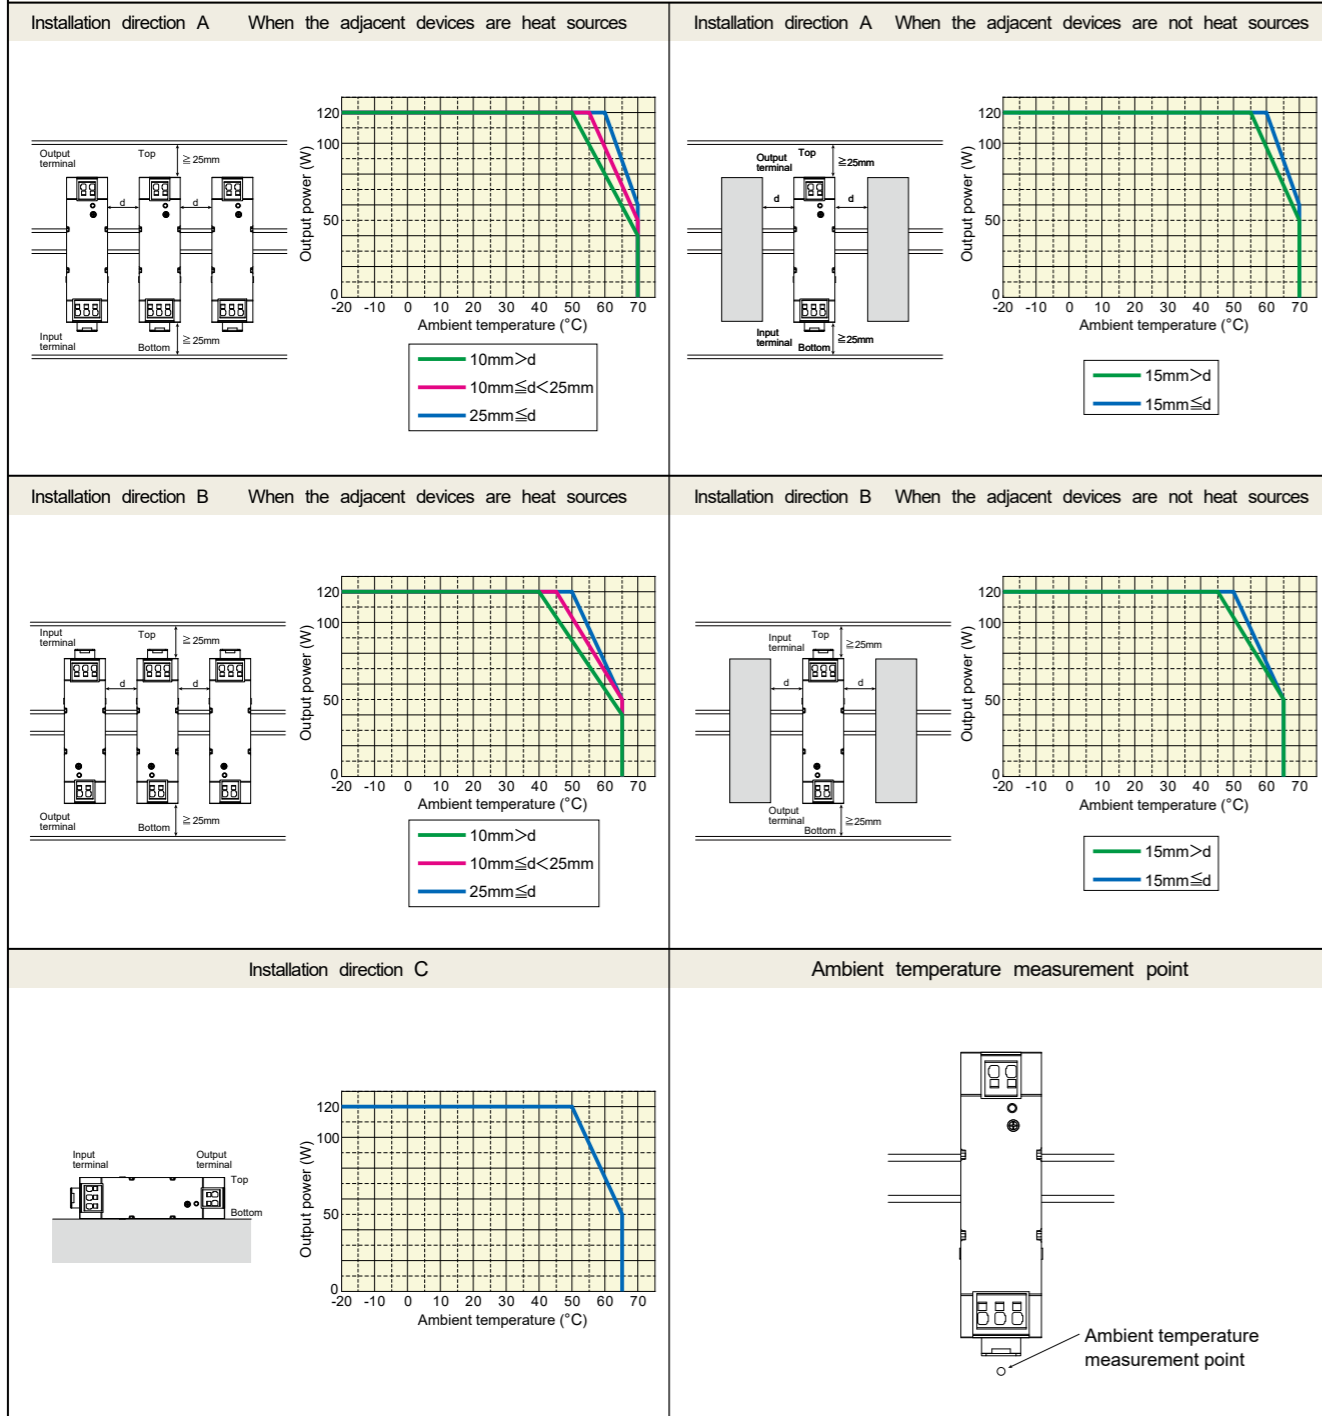 Installation direction A When the adjacent devices are heat sources
Output terminal
Top
≧25mm
d
d
Input terminal
Bottom
≧25mm
Output power (W)
120
100
50
0
-20 -10 0 10 20 30 40 50 60 70
Ambient temperature (°C)
10mm>d
10mm≦d<25mm
25mm≦d
Installation direction A When the adjacent devices are not heat sources
Output terminal
Top
≧25mm
d
d
Input terminal
Bottom
≧25mm
Output power (W)
120
100
50
0
-20 -10 0 10 20 30 40 50 60 70
Ambient temperature (°C)
15mm>d
15mm≦d
Installation direction B When the adjacent devices are heat sources
Input terminal
Top
≧25mm
d
d
Output terminal
Bottom
≧25mm
Output power (W)
120
100
50
0
-20 -10 0 10 20 30 40 50 60 70
Ambient temperature (°C)
10mm>d
10mm≦d<25mm
25mm≦d
Installation direction B When the adjacent devices are not heat sources
Input terminal
Top
≧25mm
d
d
Output terminal
Bottom
≧25mm
Output power (W)
120
100
50
0
-20 -10 0 10 20 30 40 50 60 70
Ambient temperature (°C)
15mm>d
15mm≦d
Installation direction C
Input terminal
Output terminal
Top
Bottom
Output power (W)
120
100
50
0
-20 -10 0 10 20 30 40 50 60 70
Ambient temperature (°C)
Ambient temperature measurement point
Ambient temperature
measurement point